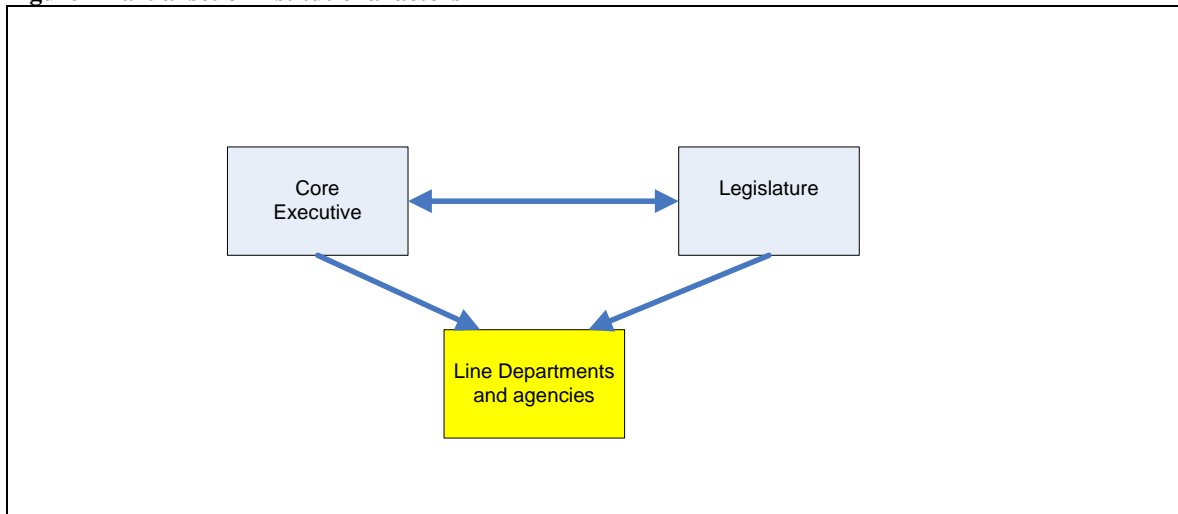 Core
Executive
Legislature
Line Departments
and agencies